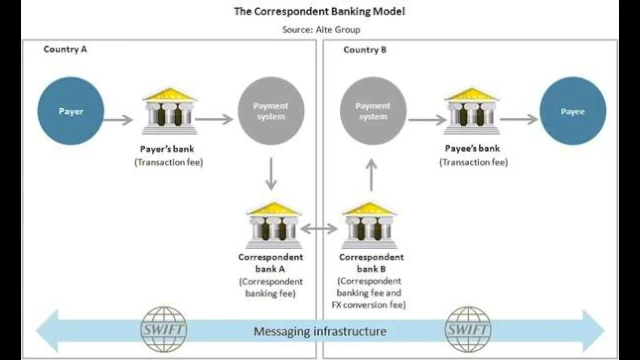 The Correspondent Banking Model
Source: Aite Group
Country A
Country B
Payer
Payment
system
Payment
system
Payee
Payer's bank
(Transaction fee)
Payee's bank
(Transaction fee)
Correspondent
bank A
(Correspondent
banking fee)
Correspondent
bank B
(Correspondent
banking fee and
FX conversion fee)
SWIFT
Messaging infrastructure
SWIFT